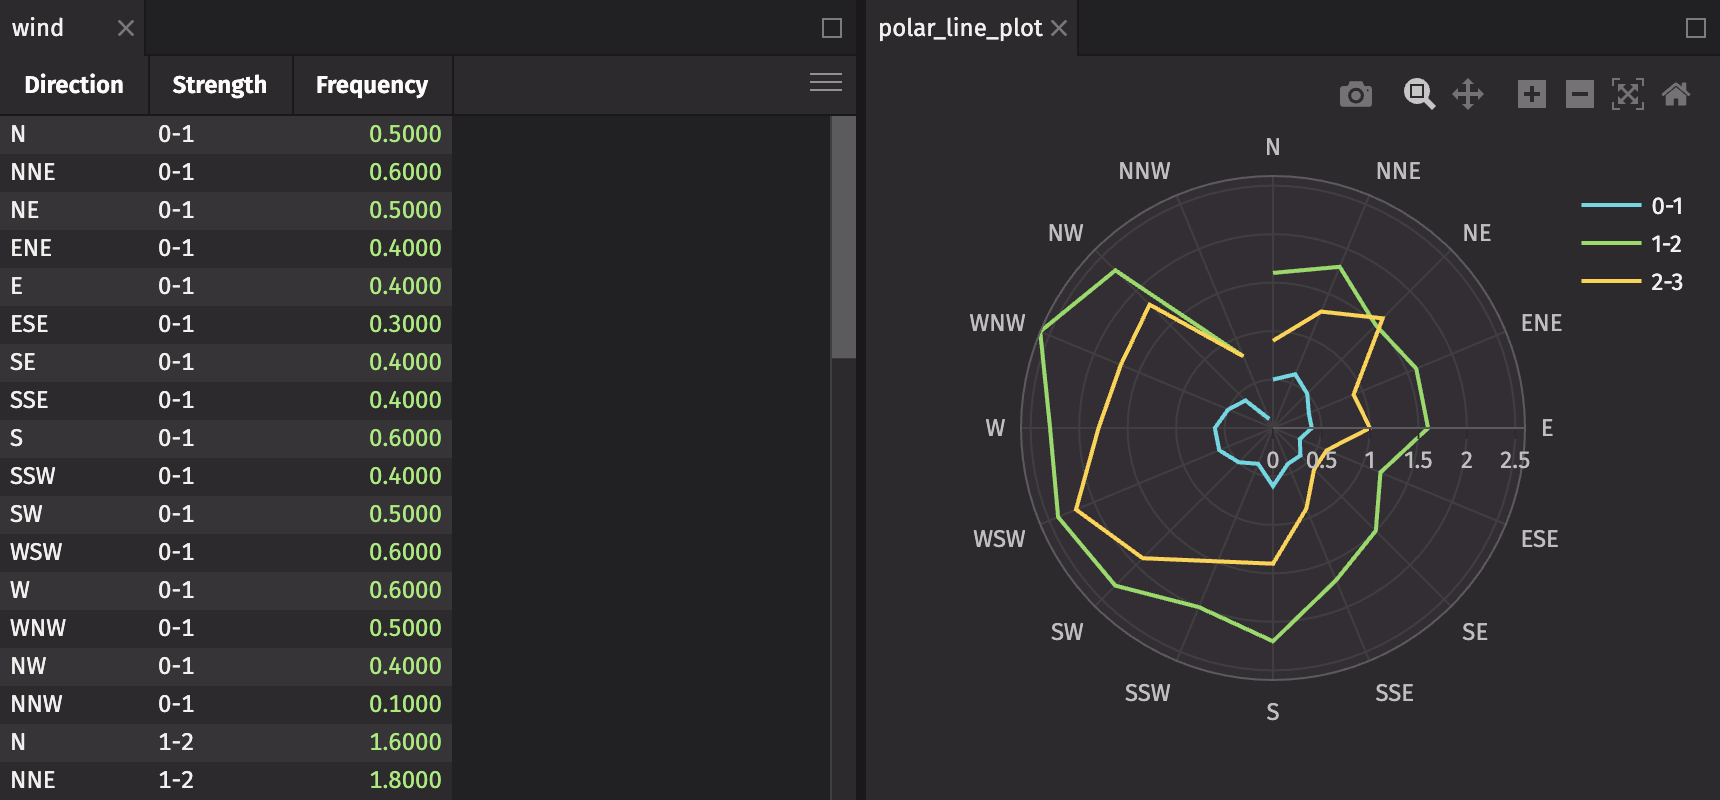 wind
Direction Strength Frequency
N 0-1 0.5000
NNE 0-1 0.6000
NE 0-1 0.5000
ENE 0-1 0.4000
E 0-1 0.4000
ESE 0-1 0.3000
SE 0-1 0.4000
SSE 0-1 0.4000
S 0-1 0.6000
SSW 0-1 0.4000
SW 0-1 0.5000
WSW 0-1 0.6000
W 0-1 0.6000
WNW 0-1 0.5000
NW 0-1 0.4000
NNW 0-1 0.1000
N 1-2 1.6000
NNE 1-2 1.8000
polar_line_plot
N
NNW NNE
NW NE
WNW ENE
W E
0 0.5 1 1.5 2 2.5
WSW ESE
SW SE
SSW SSE
S
0-1
1-2
2-3